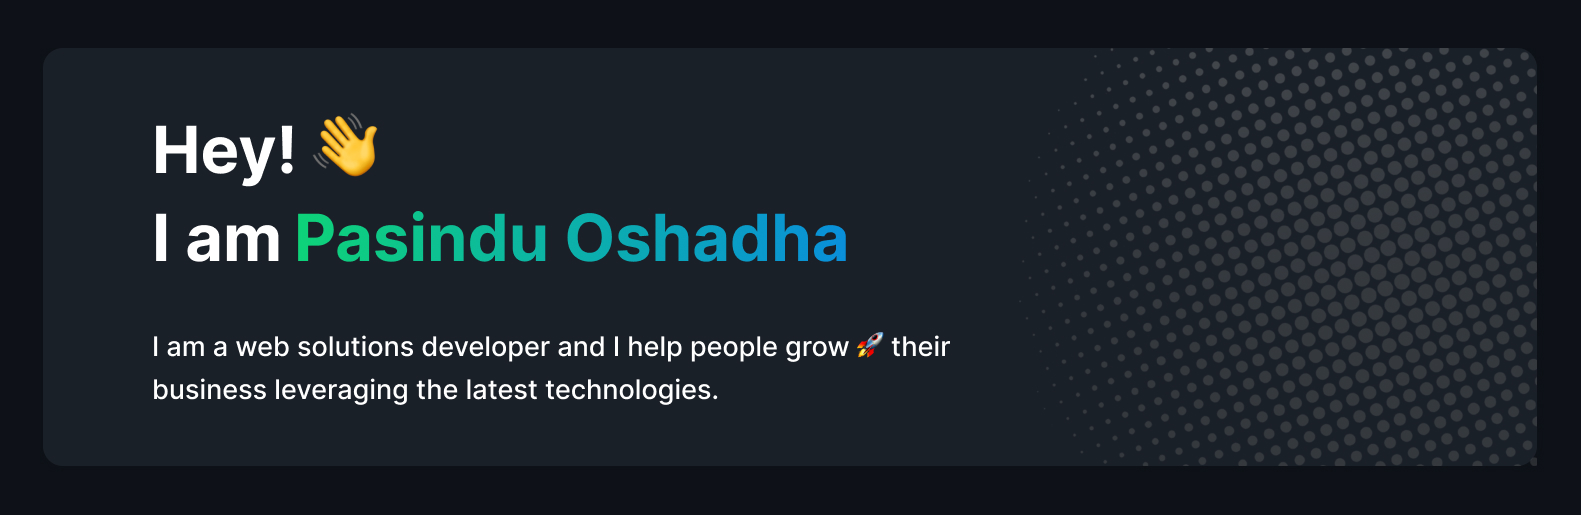 Hey! 👋
I am Pasindu Oshadha
I am a web solutions developer and I help people grow 🚀 their
business leveraging the latest technologies.